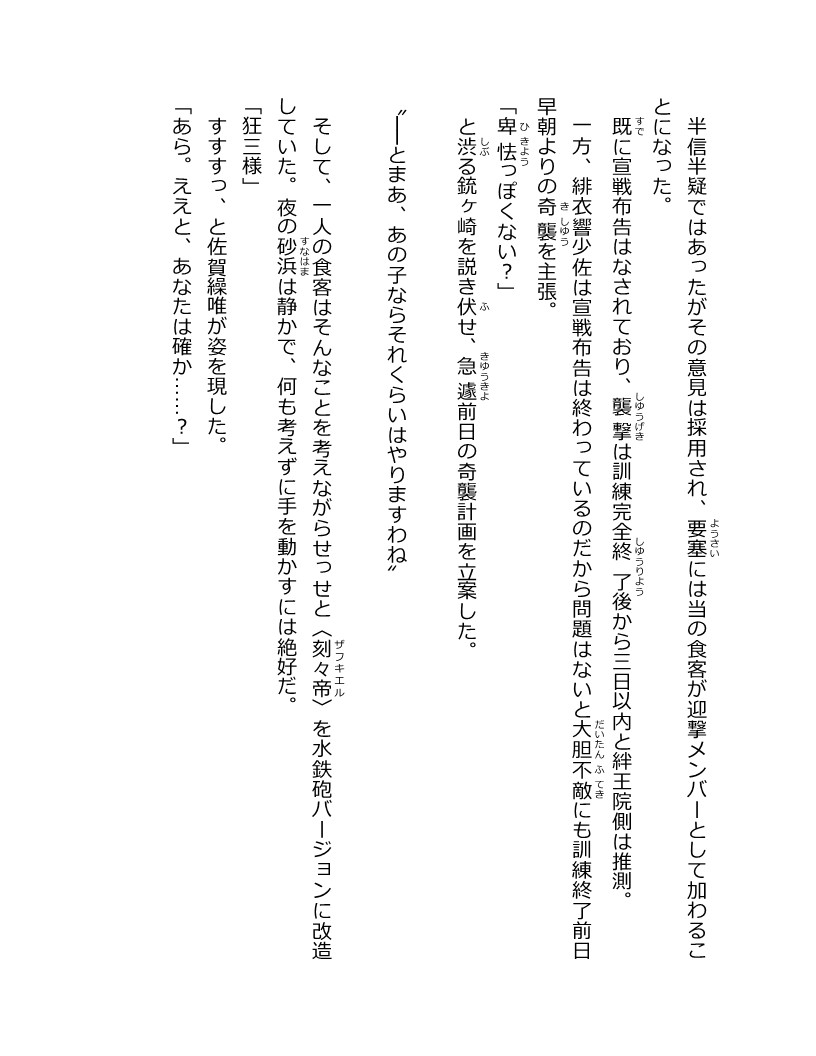 半信半疑ではあったがその意見は採用され、要塞には当の食客が迎撃メンバーとして加わるこ
とになった。
既に宣戦布告はなされており、襲撃は訓練完全終了後から三日以内と絆王院側は推測。
一方、緋衣響少佐は宣戦布告は終わっているのだから問題はないと大胆不敵にも訓練終了前日
早朝よりの奇襲を主張。
「卑怯っぽくない？」
と渋る銃ヶ崎を説き伏せ、急遽前日の奇襲計画を立案した。
〝――とまあ、あの子ならそれくらいはやりますわね〟
そして、一人の食客はそんなことを考えながらせっせと〈刻々帝〉を水鉄砲バージョンに改造
していた。夜の砂浜は静かで、何も考えずに手を動かすには絶好だ。
「狂三様」
すすすっ、と佐賀繰唯が姿を現した。
「あら。ええと、あなたは確か……？」